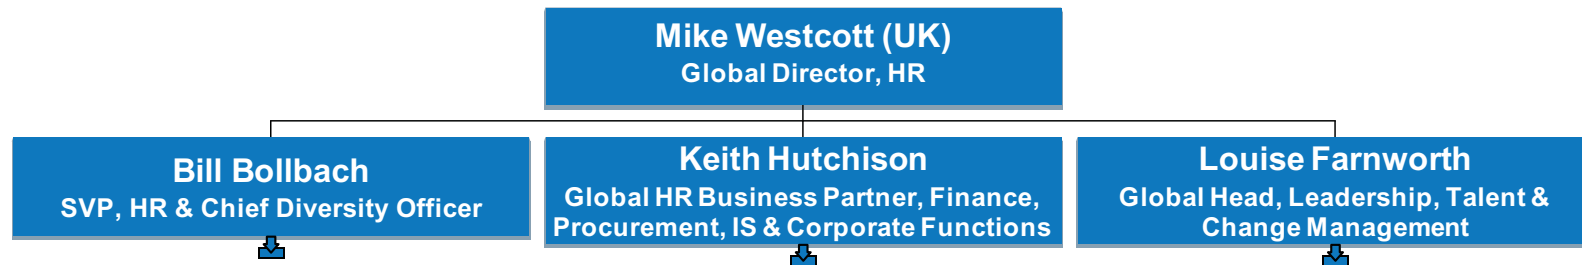 Mike Westcott (UK)
Global Director, HR
Bill Bollbach
SVP, HR & Chief Diversity Officer
Keith Hutchison
Global HR Business Partner, Finance,
Procurement, IS & Corporate Functions
Louise Farnworth
Global Head, Leadership, Talent &
Change Management